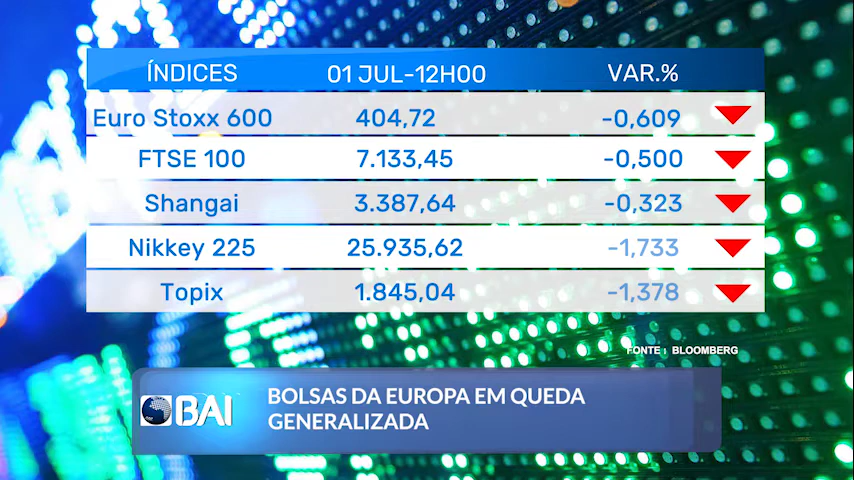 ÍNDICES 01 JUL-12H00 VAR.%
Euro Stoxx 600 404,72 -0,609
FTSE 100 7.133,45 -0,500
Shangai 3.387,64 -0,323
Nikkey 225 25.935,62 -1,733
Topix 1.845,04 -1,378
FONTE : BLOOMBERG
BAI BOLSAS DA EUROPA EM QUEDA
GENERALIZADA